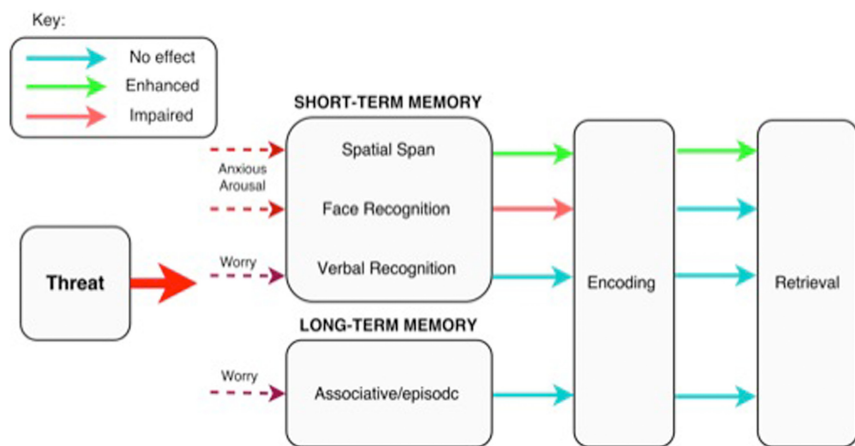 Key:
No effect
Enhanced
Impaired
SHORT-TERM MEMORY
Spatial Span
Anxious
Arousal
Face Recognition
Worry
Verbal Recognition
Threat
Encoding
Retrieval
LONG-TERM MEMORY
Worry
Associative/episodc